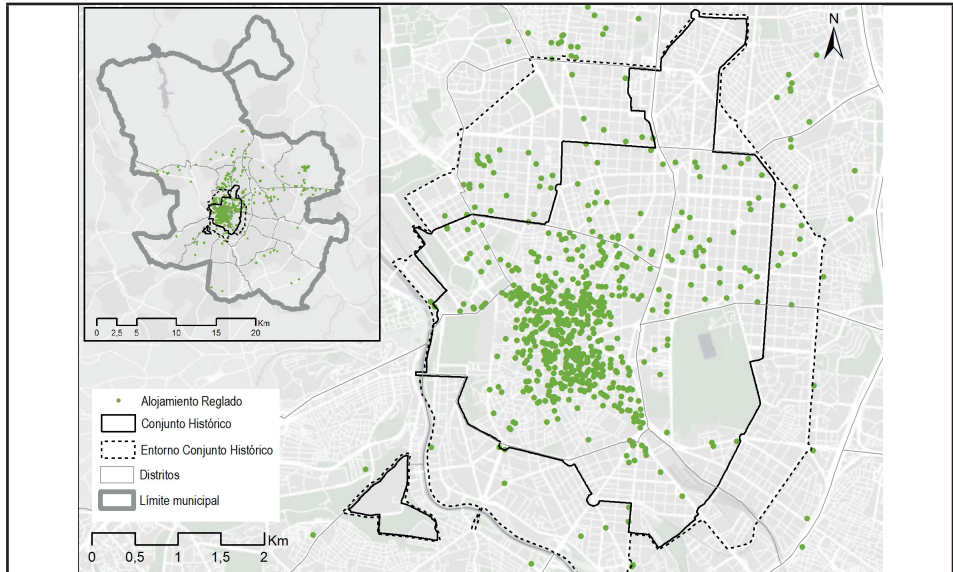 N
0 2,5 5 10 15 20 Km
Alojamiento Reglado
Conjunto Histórico
Entorno Conjunto Histórico
Distritos
Límite municipal
0 0,5 1 1,5 2 Km